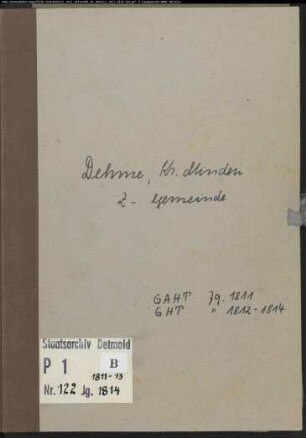 Dehme, Kr. Minden
2- Gemeinde
GAHT Jg. 1811
GHT " 1812-1814
Staatsarchiv Detmold
P 1 B
1811-13
Nr. 122 Jg. 1814